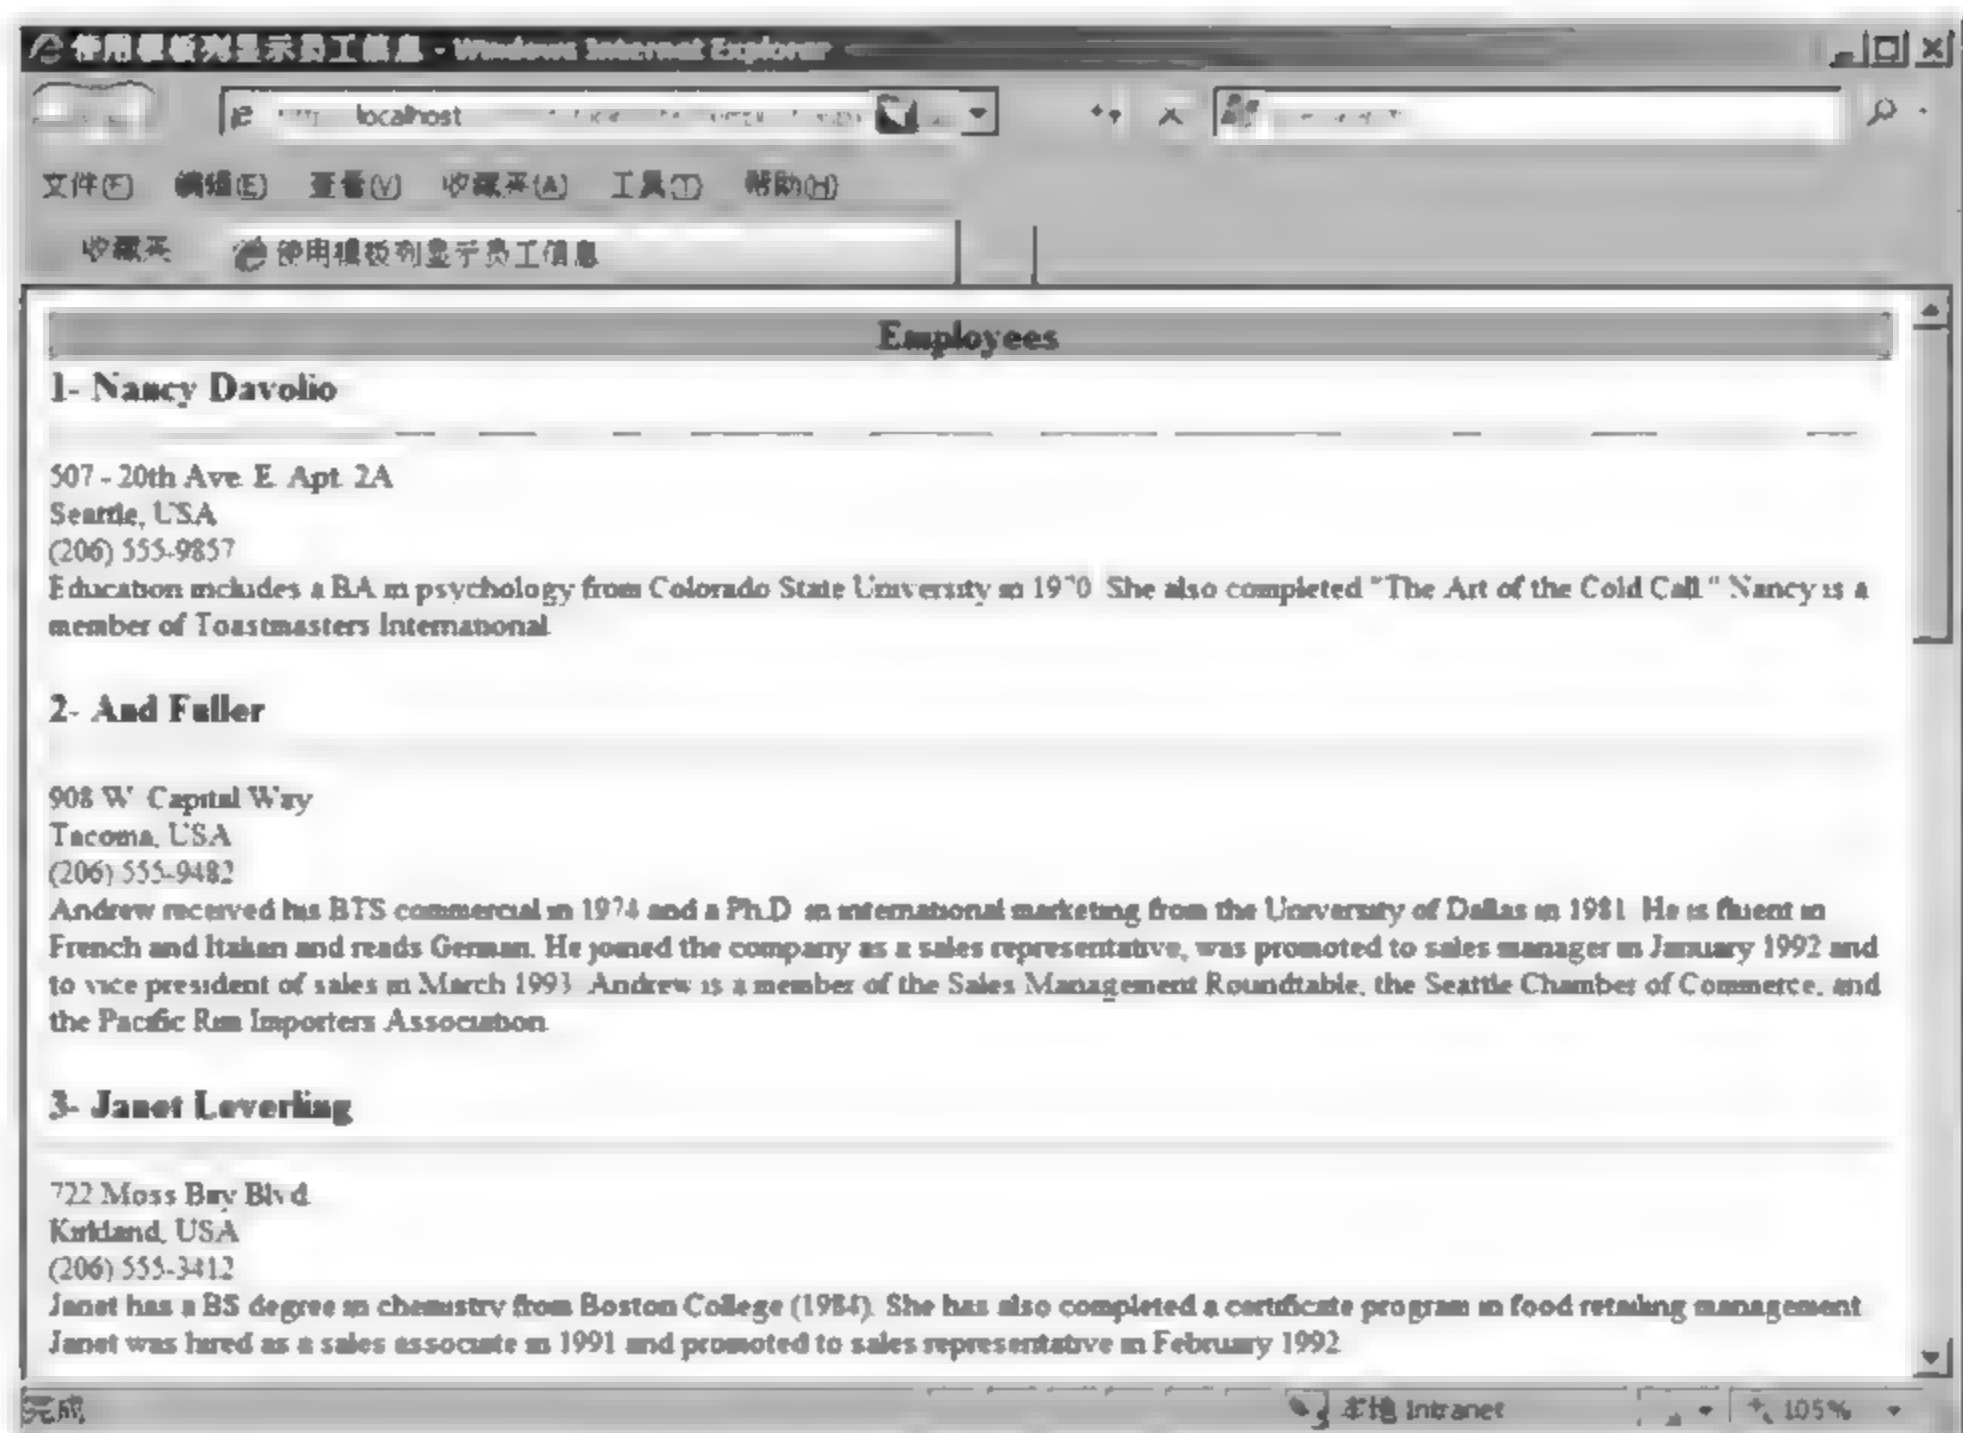 使用模板列显示员工信息 - Windows Internet Explorer
localhost
文件(F) 编辑(E) 查看(V) 收藏夹(A) 工具(T) 帮助(H)
收藏夹 使用模板列显示员工信息
Employees
1- Nancy Davolio
507 - 20th Ave. E. Apt. 2A
Seattle, USA
(206) 555-9857
Education includes a BA in psychology from Colorado State University in 1970. She also completed "The Art of the Cold Call." Nancy is a
member of Toastmasters International.
2- And Fuller
908 W. Capital Way
Tacoma, USA
(206) 555-9482
Andrew received his BTS commercial in 1974 and a Ph.D. in international marketing from the University of Dallas in 1981. He is fluent in
French and Italian and reads German. He joined the company as a sales representative, was promoted to sales manager in January 1992 and
to vice president of sales in March 1993. Andrew is a member of the Sales Management Roundtable, the Seattle Chamber of Commerce, and
the Pacific Rim Importers Association.
3- Janet Leverling
722 Moss Bay Blvd.
Kirkland, USA
(206) 555-3412
Janet has a BS degree in chemistry from Boston College (1984). She has also completed a certificate program in food retailing management.
Janet was hired as a sales associate in 1991 and promoted to sales representative in February 1992.
完成 本地 Intranet 105%